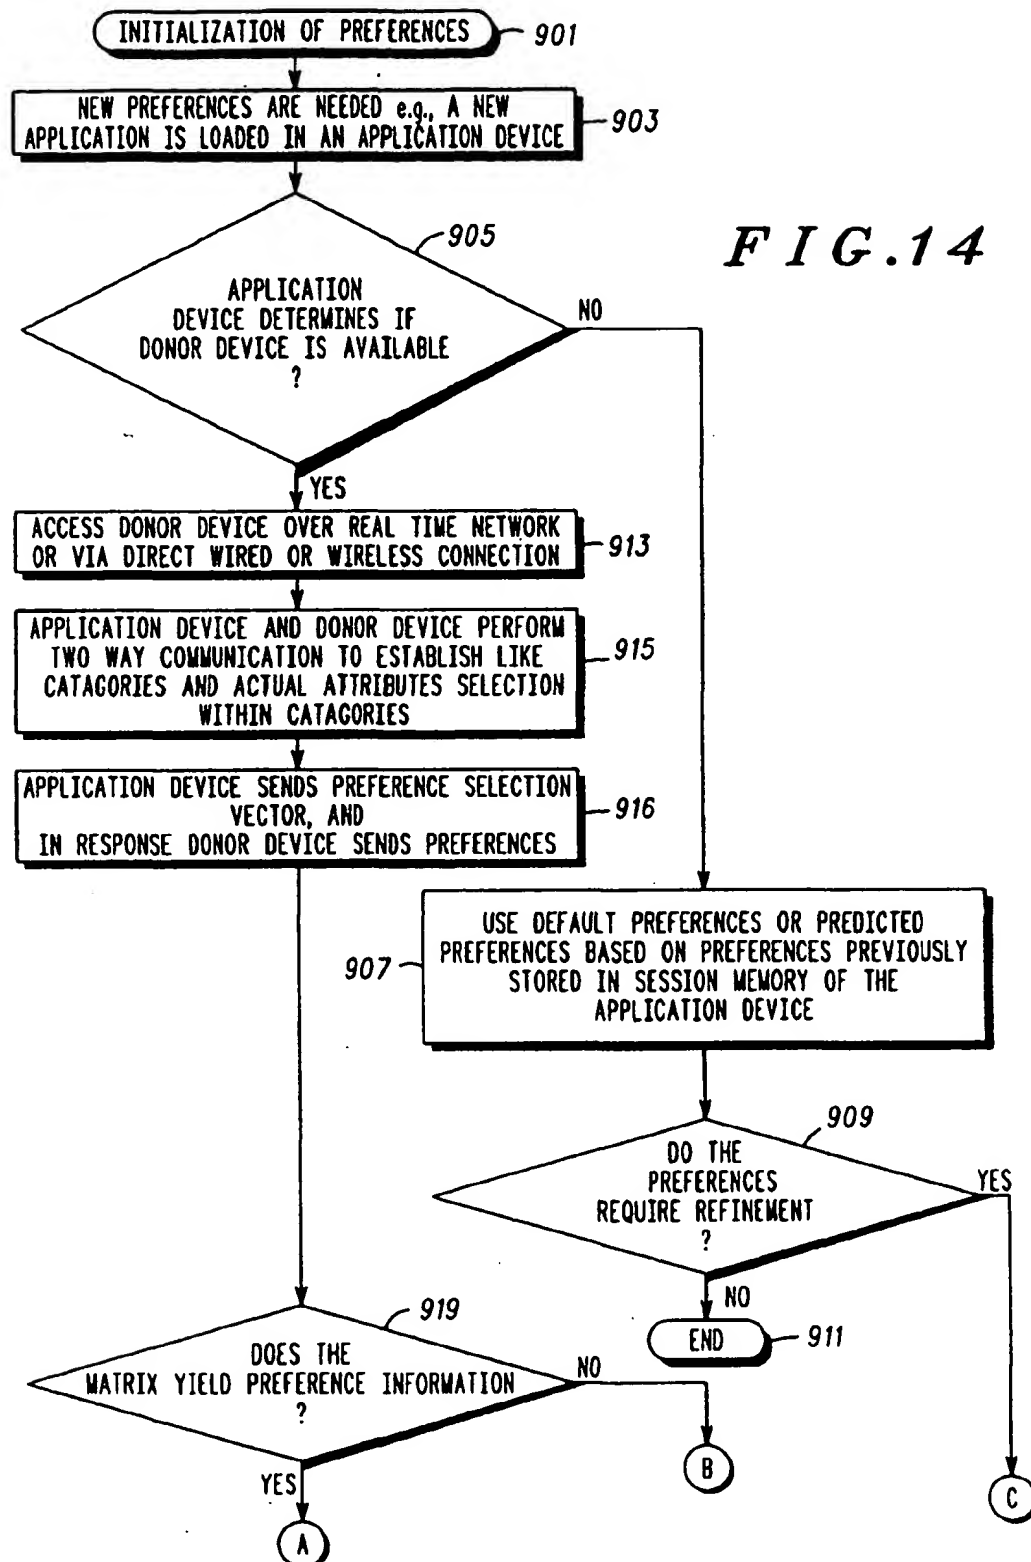 INITIALIZATION OF PREFERENCES
901
NEW PREFERENCES ARE NEEDED e.g., A NEW
APPLICATION IS LOADED IN AN APPLICATION DEVICE
903
FIG.14
905
APPLICATION
DEVICE DETERMINES IF
DONOR DEVICE IS AVAILABLE
?
NO
YES
ACCESS DONOR DEVICE OVER REAL TIME NETWORK
OR VIA DIRECT WIRED OR WIRELESS CONNECTION
913
APPLICATION DEVICE AND DONOR DEVICE PERFORM
TWO WAY COMMUNICATION TO ESTABLISH LIKE
CATAGORIES AND ACTUAL ATTRIBUTES SELECTION
WITHIN CATAGORIES
915
APPLICATION DEVICE SENDS PREFERENCE SELECTION
VECTOR, AND
IN RESPONSE DONOR DEVICE SENDS PREFERENCES
916
USE DEFAULT PREFERENCES OR PREDICTED
PREFERENCES BASED ON PREFERENCES PREVIOUSLY
STORED IN SESSION MEMORY OF THE
APPLICATION DEVICE
907
909
DO THE
PREFERENCES
REQUIRE REFINEMENT
?
YES
NO
END
911
919
DOES THE
MATRIX YIELD PREFERENCE INFORMATION
?
NO
YES
B
C
A